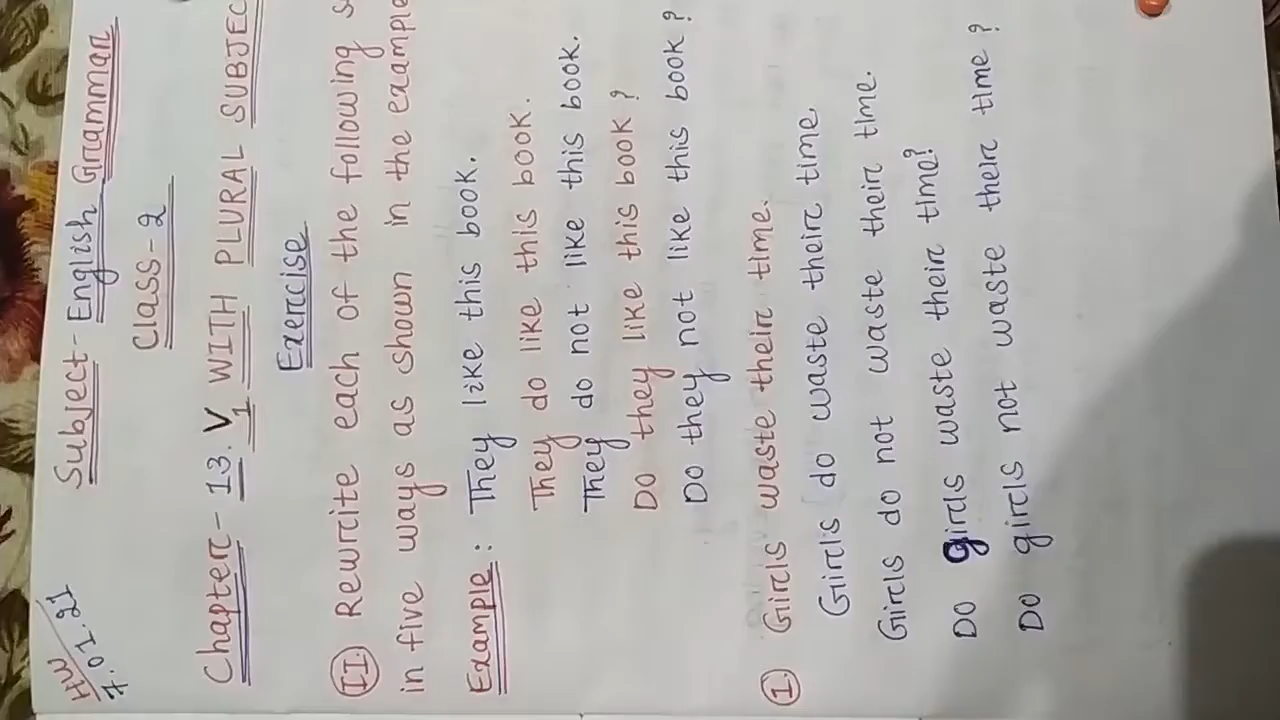 H.W
7.01.21
Subject - English Grammar
Class - 2
Chapter - 13. V1 WITH PLURAL SUBJEC
Exercise
II Rewrite each of the following
in five ways as shown in the example
Example : They like this book.
They do like this book.
They do not like this book.
Do they like this book ?
Do they not like this book ?
1 Girls waste their time.
Girls do waste their time.
Girls do not waste their time.
Do girls waste their time?
Do girls not waste their time ?